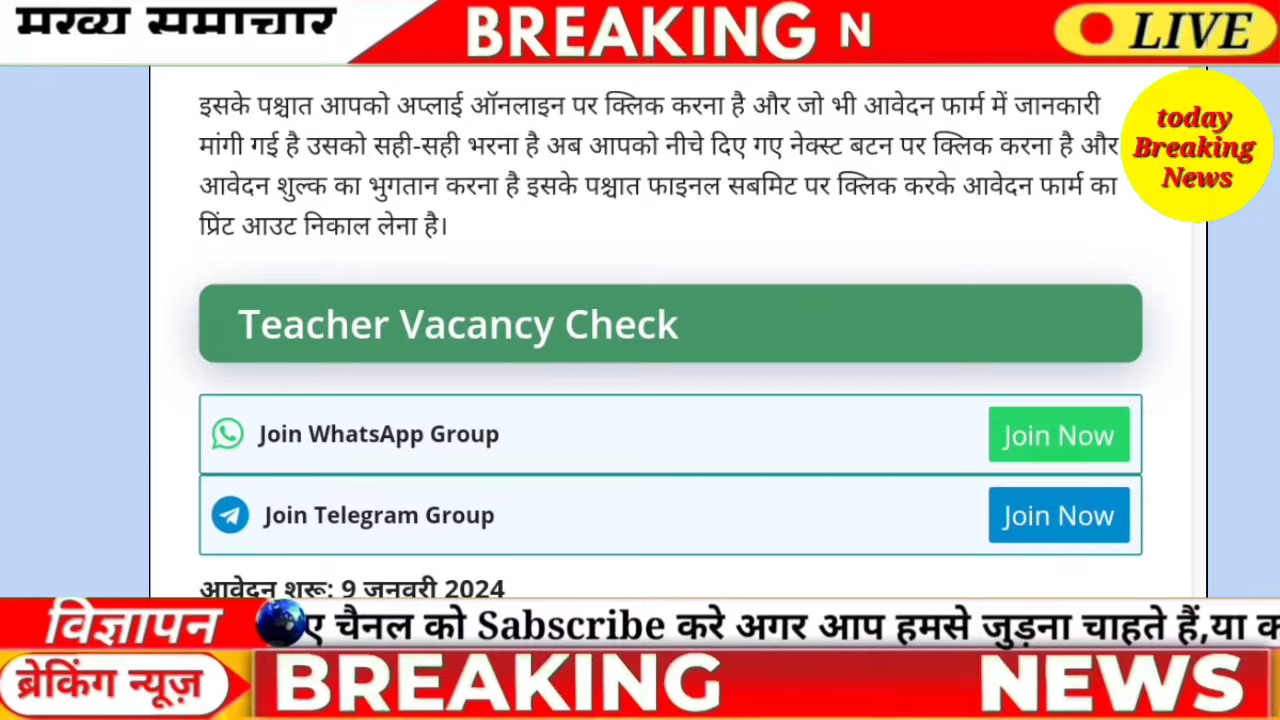 मुख्य समाचार
BREAKING N
LIVE
today
Breaking
News
इसके पश्चात आपको अप्लाई ऑनलाइन पर क्लिक करना है और जो भी आवेदन फार्म में जानकारी
मांगी गई है उसको सही-सही भरना है अब आपको नीचे दिए गए नेक्स्ट बटन पर क्लिक करना है और
आवेदन शुल्क का भुगतान करना है इसके पश्चात फाइनल सबमिट पर क्लिक करके आवेदन फार्म का
प्रिंट आउट निकाल लेना है।
Teacher Vacancy Check
Join WhatsApp Group
Join Now
Join Telegram Group
Join Now
आवेदन शुरू: 9 जनवरी 2024
विज्ञापन
ए चैनल को Sabscribe करे अगर आप हमसे जुड़ना चाहते हैं,या
ब्रेकिंग न्यूज़
BREAKING NEWS